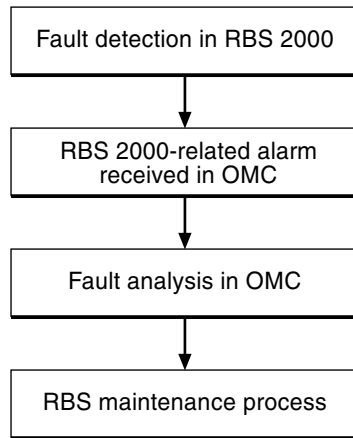 Fault detection in RBS 2000
RBS 2000-related alarm
received in OMC
Fault analysis in OMC
RBS maintenance process